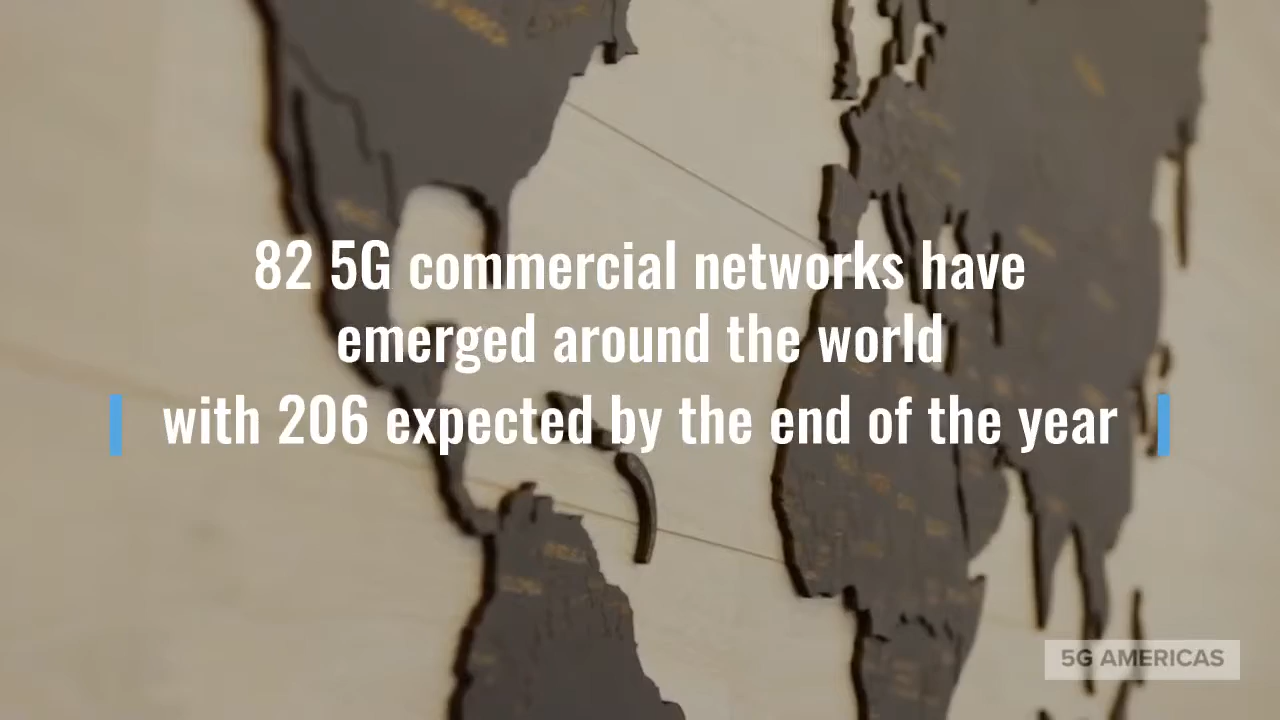 82 5G commercial networks have
emerged around the world
with 206 expected by the end of the year
5G AMERICAS